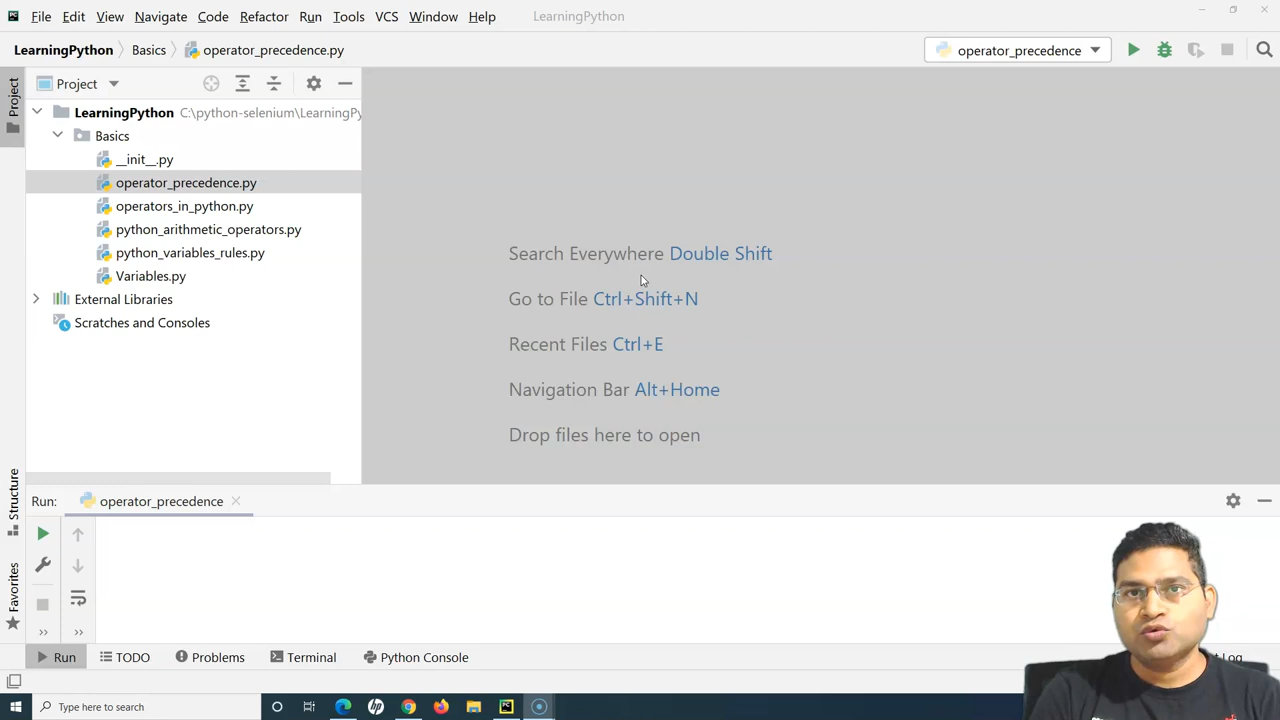 File Edit View Navigate Code Refactor Run Tools VCS Window Help LearningPython
LearningPython Basics operator_precedence.py operator_precedence
Project
Project
LearningPython C:\python-selenium\LearningPy
Basics
__init__.py
operator_precedence.py
operators_in_python.py
python_arithmetic_operators.py
python_variables_rules.py
Variables.py
External Libraries
Scratches and Consoles
Search Everywhere Double Shift
Go to File Ctrl+Shift+N
Recent Files Ctrl+E
Navigation Bar Alt+Home
Drop files here to open
Structure
Favorites
Run: operator_precedence
Run TODO Problems Terminal Python Console Log
Type here to search